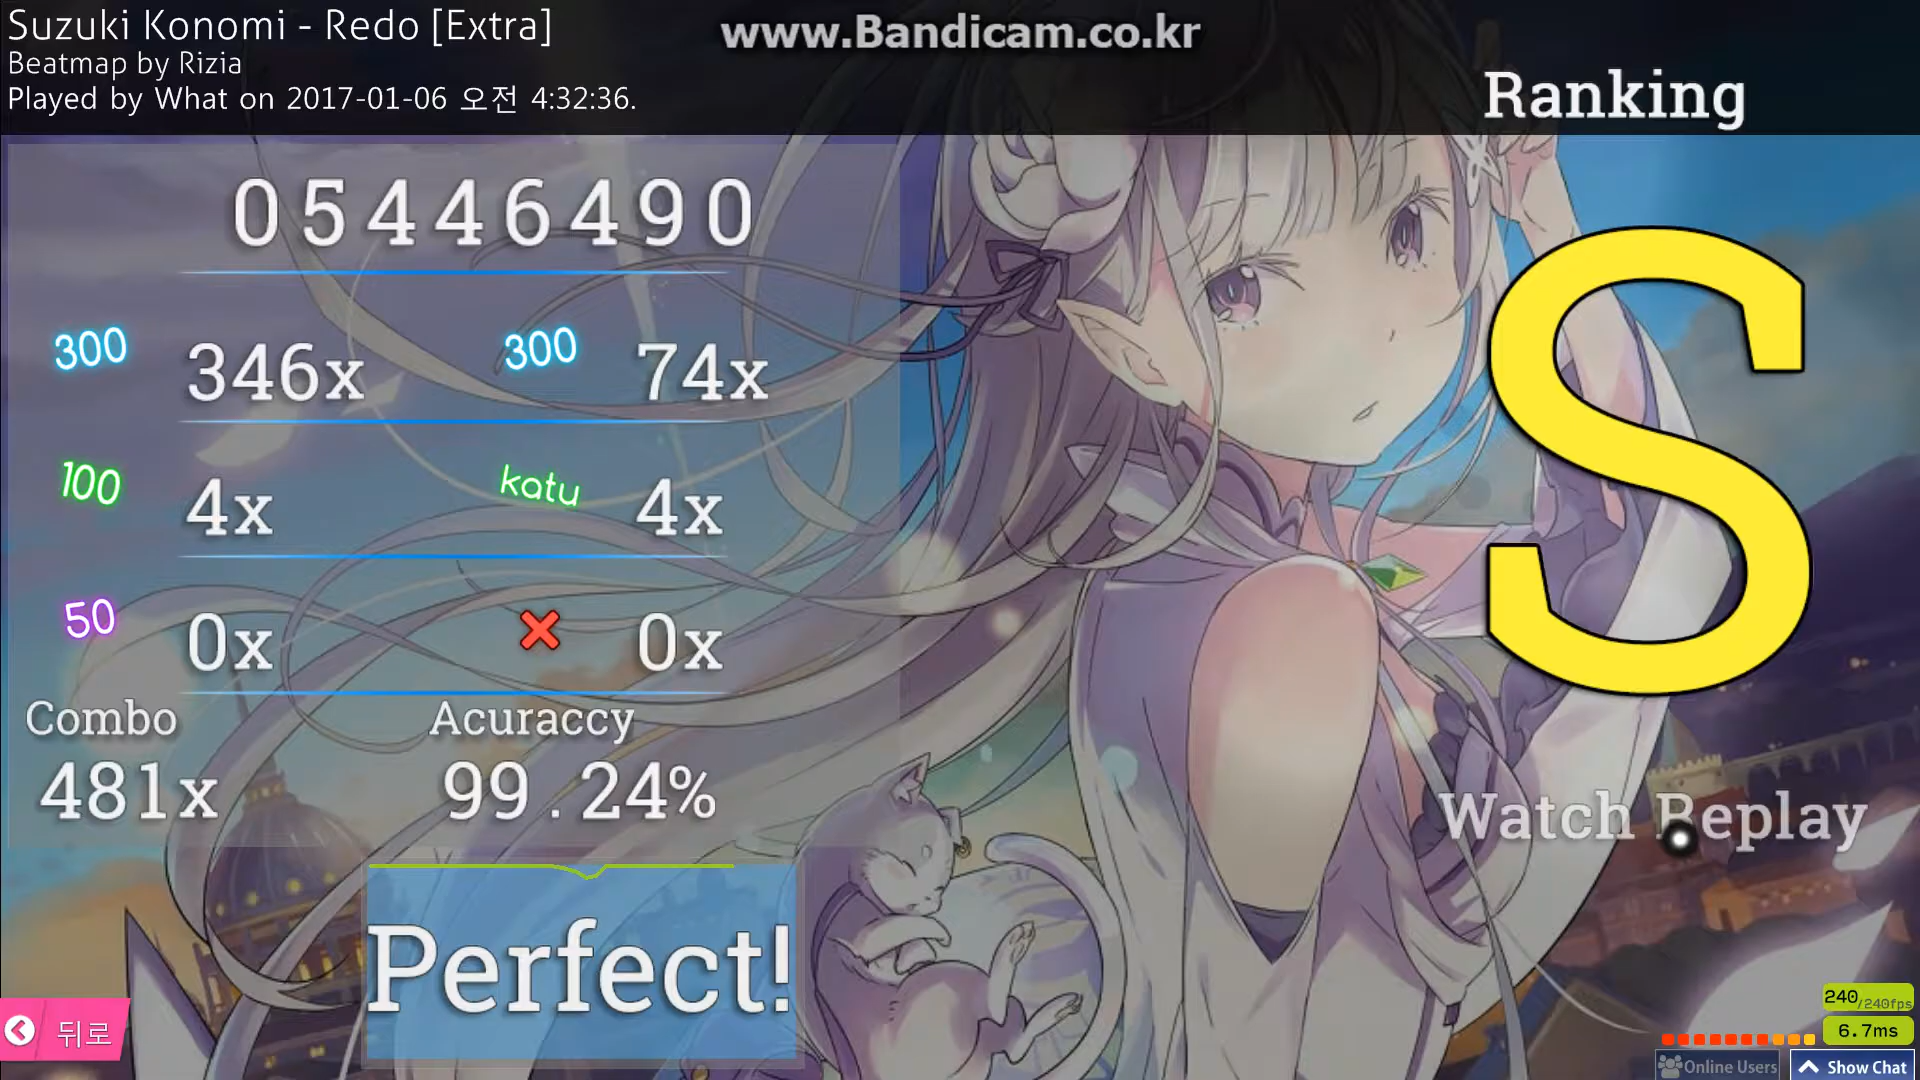 Suzuki Konomi - Redo [Extra]
Beatmap by Rizia
Played by What on 2017-01-06 오전 4:32:36.
www.Bandicam.co.kr
Ranking
05446490
300 346x 300 74x
100 4x katu 4x
50 0x 0x
Combo Acuraccy
481x 99.24%
S
Watch Replay
Perfect!
뒤로
240/240fps
6.7ms
Online Users Show Chat